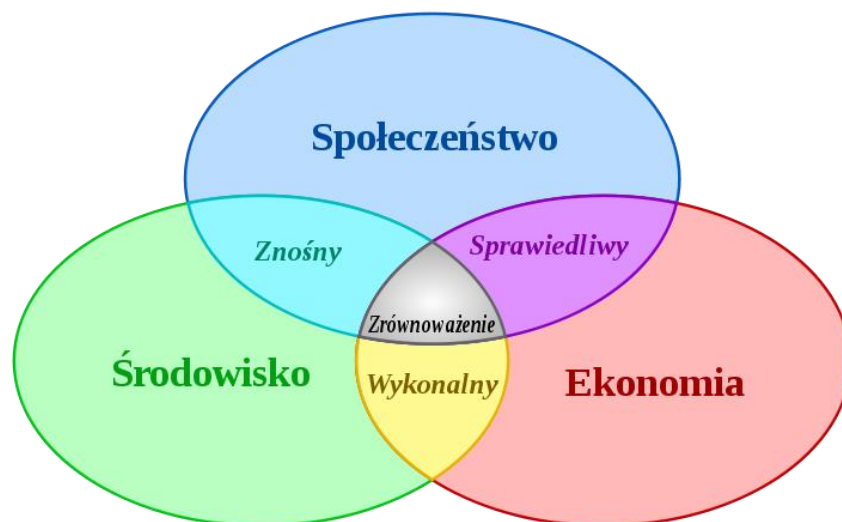 Społeczeństwo
Znośny
Sprawiedliwy
Zrównoważenie
Środowisko
Wykonalny
Ekonomia